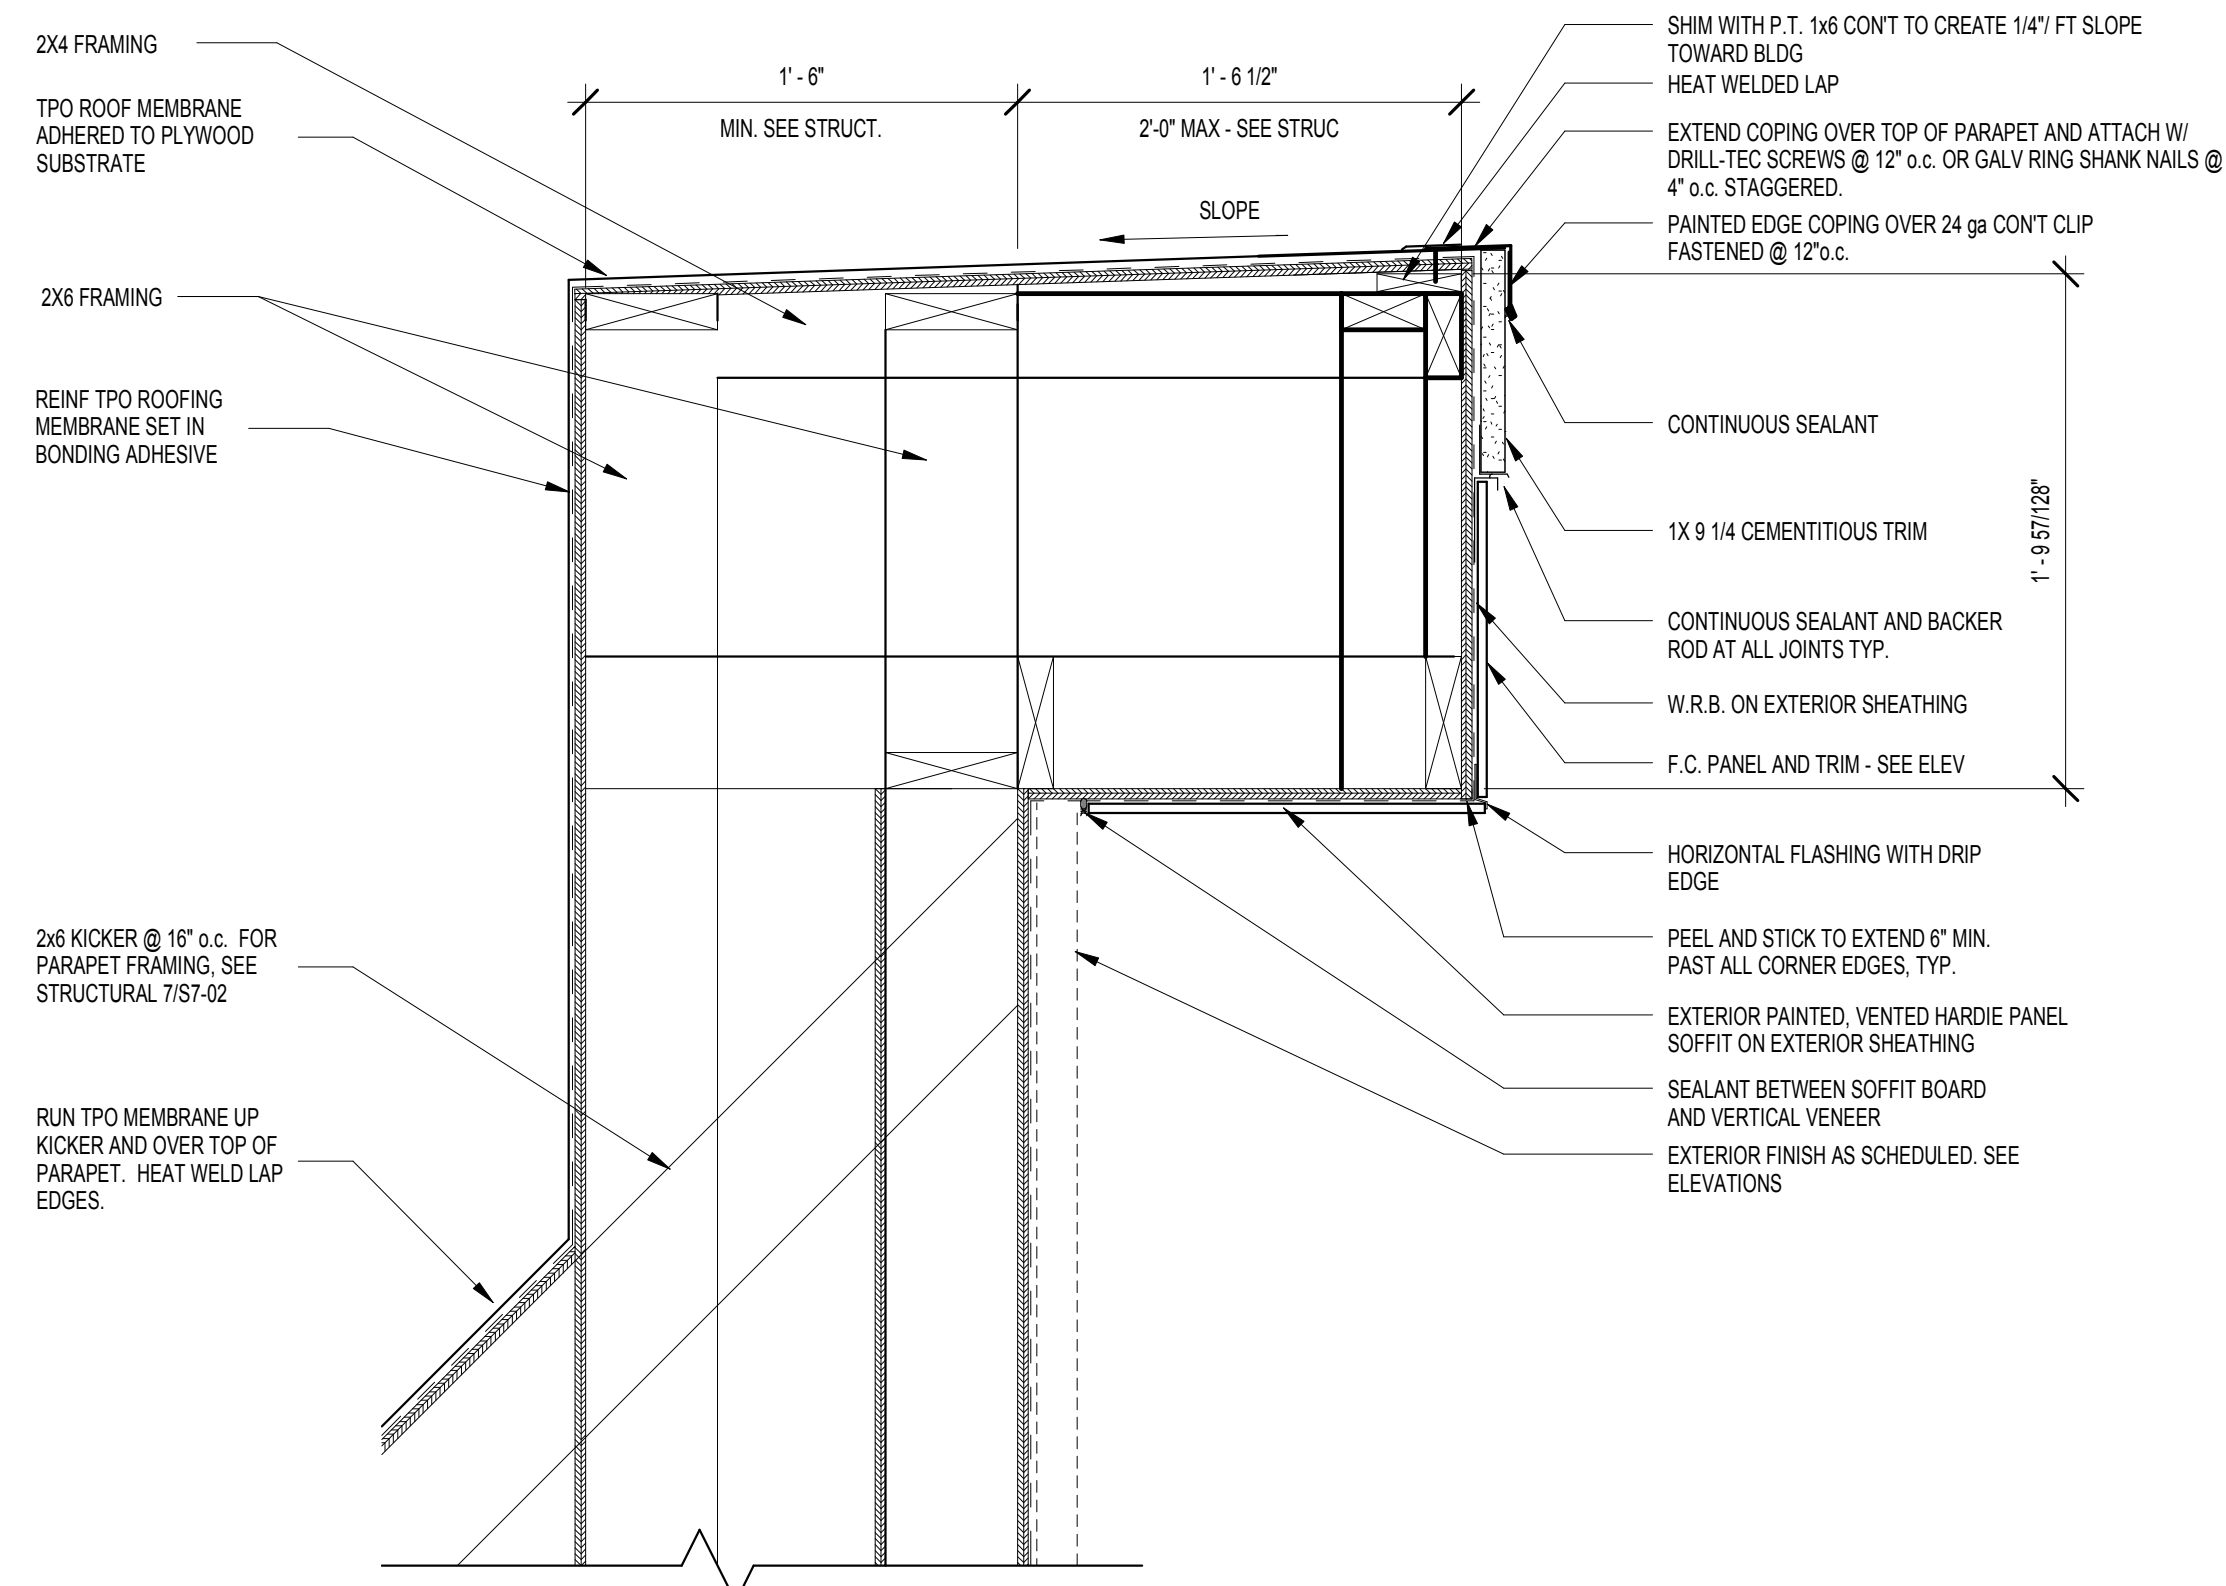 2X4 FRAMING
TPO ROOF MEMBRANE
ADHERED TO PLYWOOD
SUBSTRATE
2X6 FRAMING
REINF TPO ROOFING
MEMBRANE SET IN
BONDING ADHESIVE
2x6 KICKER @ 16" o.c. FOR
PARAPET FRAMING, SEE
STRUCTURAL 7/S7-02
RUN TPO MEMBRANE UP
KICKER AND OVER TOP OF
PARAPET. HEAT WELD LAP
EDGES.
1' - 6"
MIN. SEE STRUCT.
1' - 6 1/2"
2'-0" MAX - SEE STRUC
SLOPE
SHIM WITH P.T. 1x6 CON'T TO CREATE 1/4"/ FT SLOPE
TOWARD BLDG
HEAT WELDED LAP
EXTEND COPING OVER TOP OF PARAPET AND ATTACH W/
DRILL-TEC SCREWS @ 12" o.c. OR GALV RING SHANK NAILS @
4" o.c. STAGGERED.
PAINTED EDGE COPING OVER 24 ga CON'T CLIP
FASTENED @ 12"o.c.
CONTINUOUS SEALANT
1X 9 1/4 CEMENTITIOUS TRIM
CONTINUOUS SEALANT AND BACKER
ROD AT ALL JOINTS TYP.
W.R.B. ON EXTERIOR SHEATHING
F.C. PANEL AND TRIM - SEE ELEV
1' - 9 57/128"
HORIZONTAL FLASHING WITH DRIP
EDGE
PEEL AND STICK TO EXTEND 6" MIN.
PAST ALL CORNER EDGES, TYP.
EXTERIOR PAINTED, VENTED HARDIE PANEL
SOFFIT ON EXTERIOR SHEATHING
SEALANT BETWEEN SOFFIT BOARD
AND VERTICAL VENEER
EXTERIOR FINISH AS SCHEDULED. SEE
ELEVATIONS